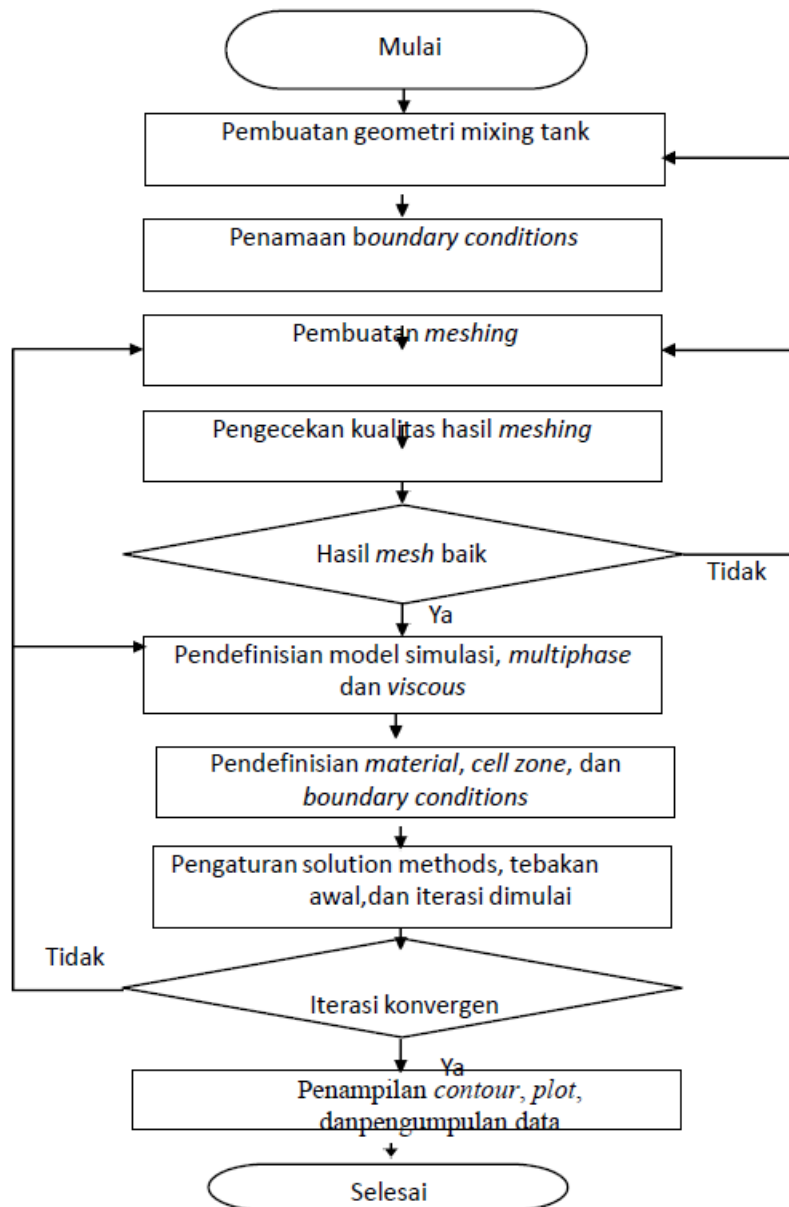 Mulai
Pembuatan geometri mixing tank
Penamaan boundary conditions
Pembuatan meshing
Pengecekan kualitas hasil meshing
Hasil mesh baik
Tidak
Ya
Pendefinisian model simulasi, multiphase
dan viscous
Pendefinisian material, cell zone, dan
boundary conditions
Pengaturan solution methods, tebakan
awal,dan iterasi dimulai
Tidak
Iterasi konvergen
Ya
Penampilan contour, plot,
danpengumpulan data
Selesai